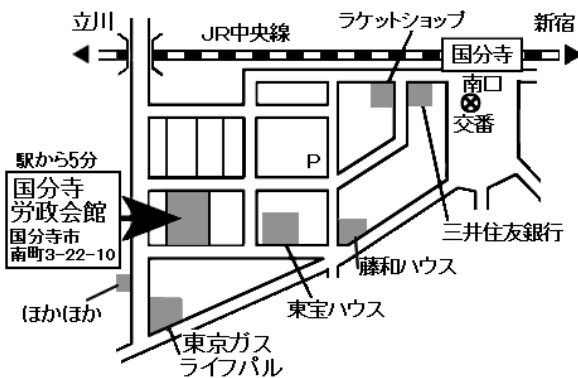 立川
JR中央線
ラケットショップ
新宿
国分寺
南口
交番
P
駅から5分
国分寺
労政会館
国分寺市
南町3-22-10
三井住友銀行
藤和ハウス
東宝ハウス
ほかほか
東京ガス
ライフパル